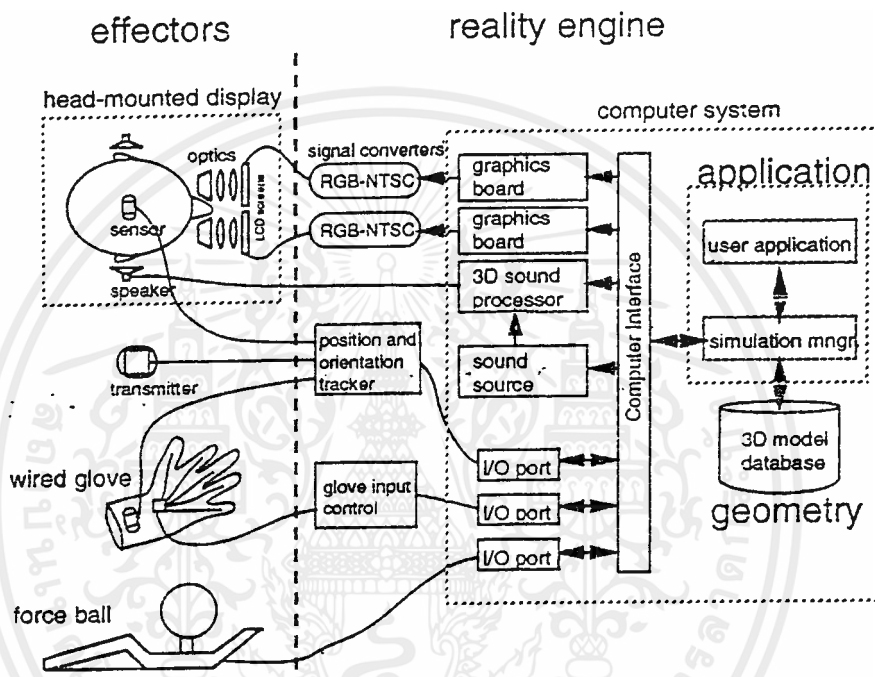 effectors
reality engine
head-mounted display
computer system
optics
LCD screens
sensor
speaker
signal converters
RGB-NTSC
RGB-NTSC
graphics
board
graphics
board
3D sound
processor
sound
source
Computer Interface
application
user application
simulation mngr.
3D model
database
geometry
transmitter
position and
orientation
tracker
wired glove
glove input
control
I/O port
I/O port
I/O port
force ball